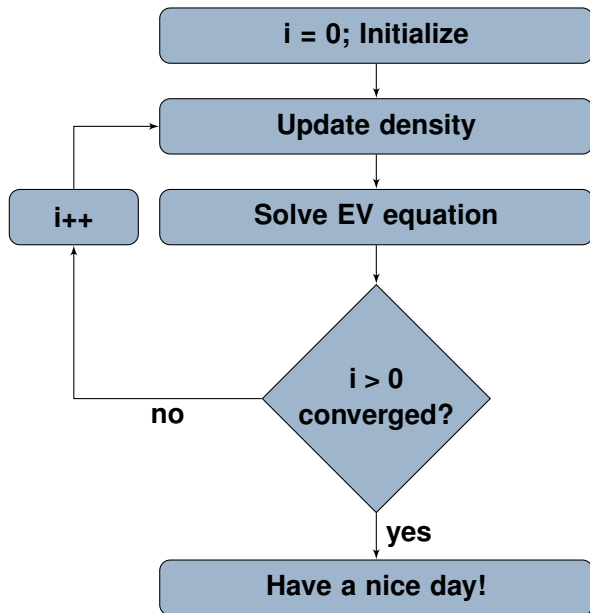 i = 0; Initialize
Update density
i++
Solve EV equation
i > 0
converged?
no
yes
Have a nice day!